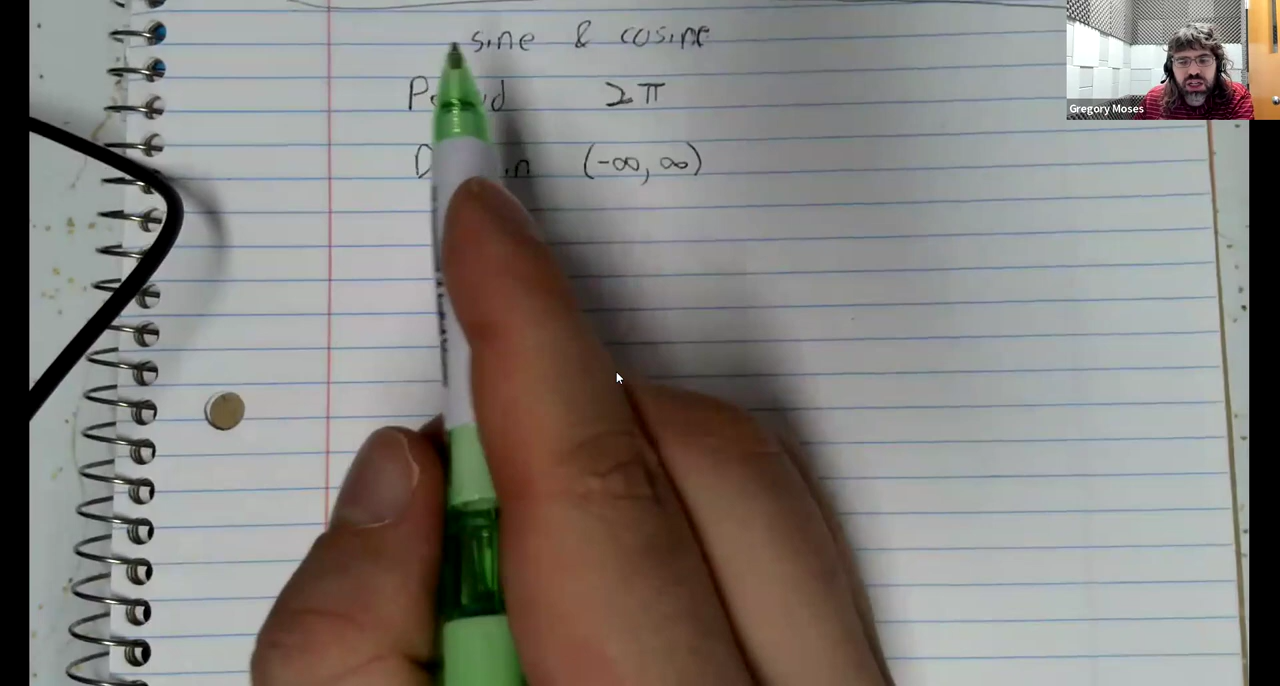 sine & cosine
2π
(-∞, ∞)
Gregory Moses